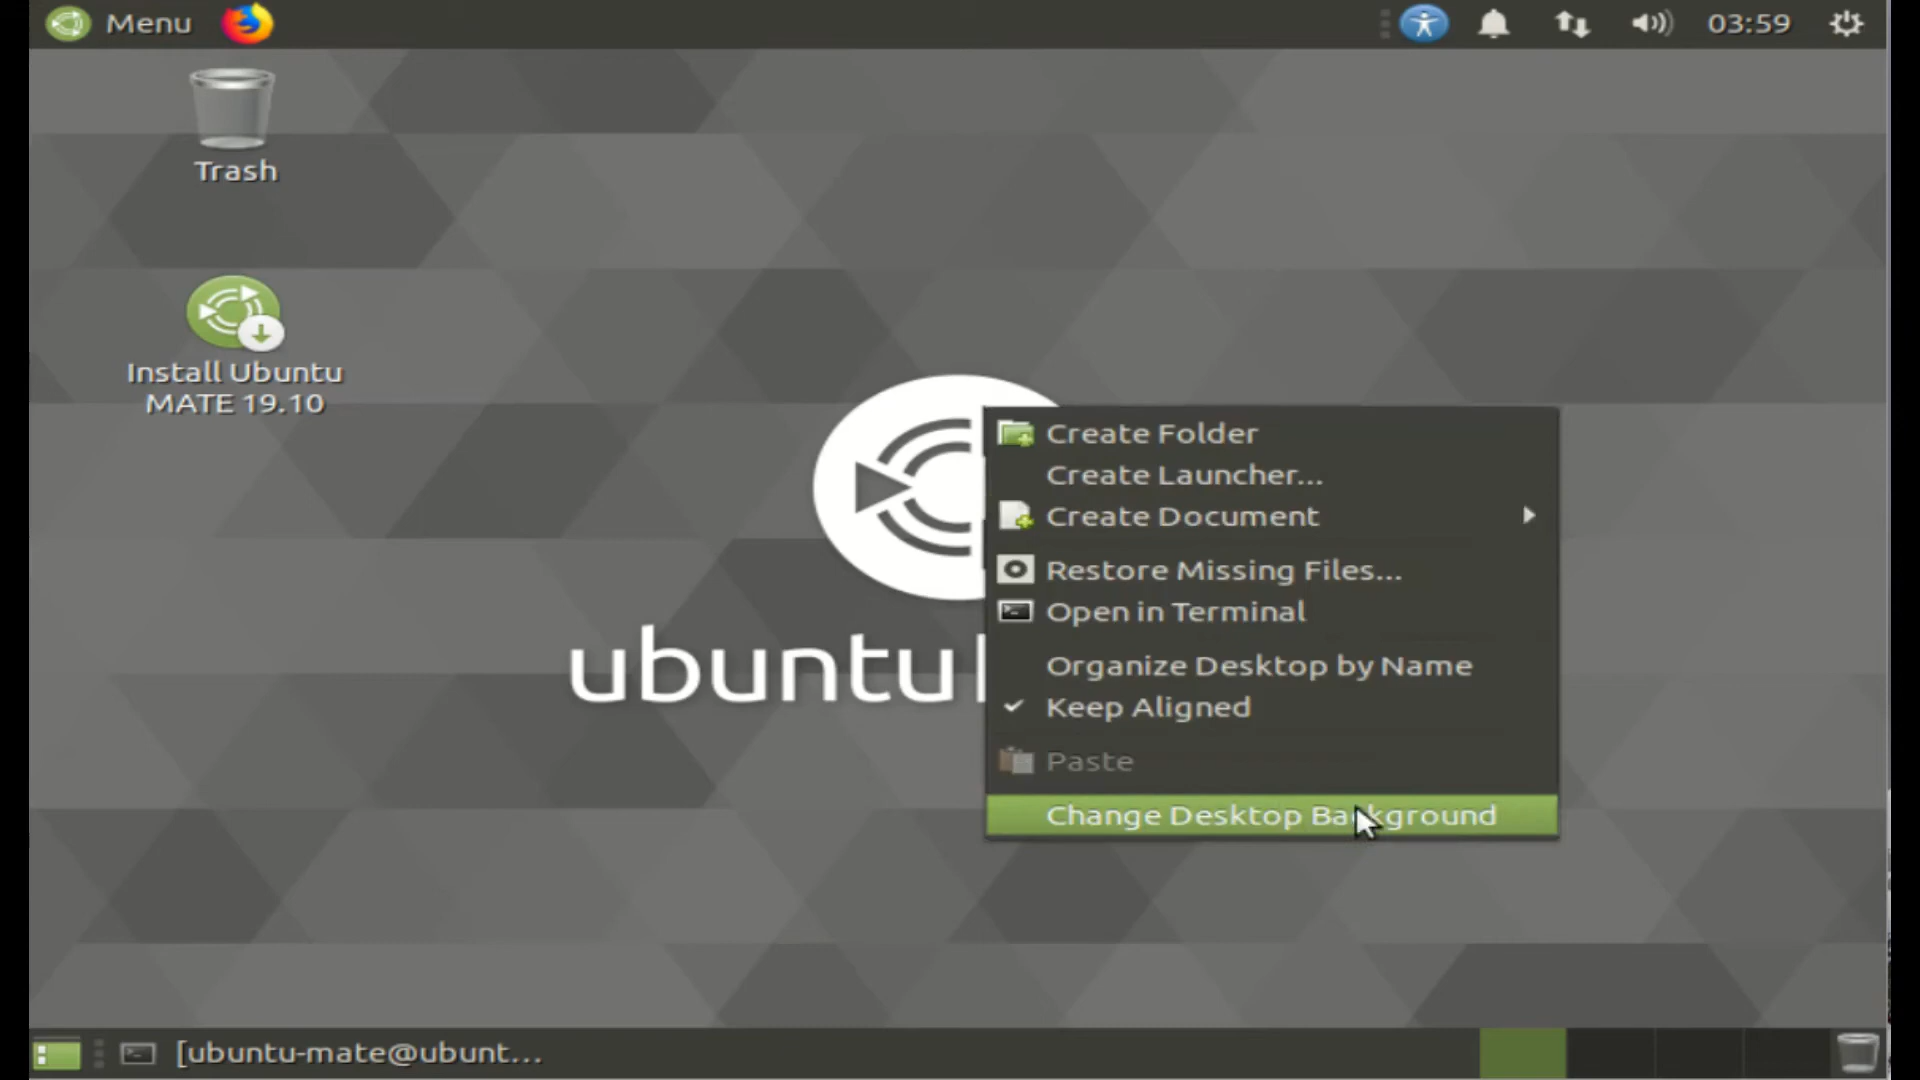 Menu
03:59
Trash
Install Ubuntu
MATE 19.10
ubuntu
Create Folder
Create Launcher...
Create Document
Restore Missing Files...
Open in Terminal
Organize Desktop by Name
Keep Aligned
Paste
Change Desktop Background
[ubuntu-mate@ubunt...